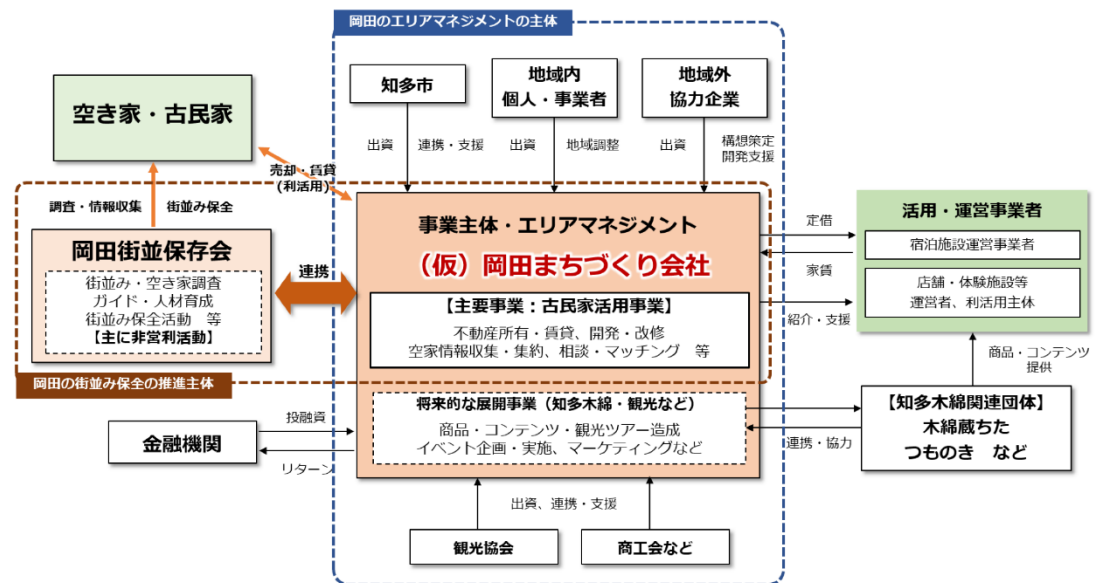 岡田のエリアマネジメントの主体
知多市
地域内
個人・事業者
地域外
協力企業
空き家・古民家
出資
連携・支援
出資
地域調整
出資
構想策定
開発支援
売却・賃貸
(利活用)
調査・情報収集
街並み保全
岡田街並保存会
街並み・空き家調査
ガイド・人材育成
街並み保全活動　等
【主に非営利活動】
連携
事業主体・エリアマネジメント
（仮）岡田まちづくり会社
【主要事業：古民家活用事業】
不動産所有・賃貸、開発・改修
空家情報収集・集約、相談・マッチング　等
定借
家賃
紹介・支援
活用・運営事業者
宿泊施設運営事業者
店舗・体験施設等
運営者、利活用主体
商品・コンテンツ
提供
岡田の街並み保全の推進主体
将来的な展開事業（知多木綿・観光など）
商品・コンテンツ・観光ツアー造成
イベント企画・実施、マーケティングなど
投融資
金融機関
リターン
連携・協力
【知多木綿関連団体】
木綿蔵ちた
つものき　など
出資、連携・支援
観光協会
商工会など